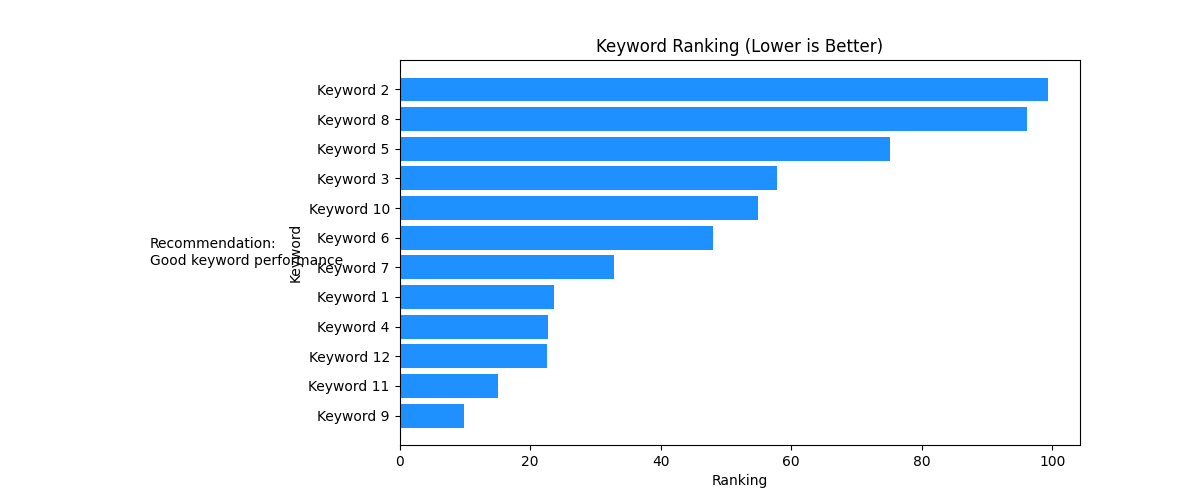 Keyword Ranking (Lower is Better)
Keyword 2
Keyword 8
Keyword 5
Keyword 3
Keyword 10
Keyword 6
Keyword 7
Keyword 1
Keyword 4
Keyword 12
Keyword 11
Keyword 9
Keyword
Recommendation:
Good keyword performance
0 20 40 60 80 100
Ranking